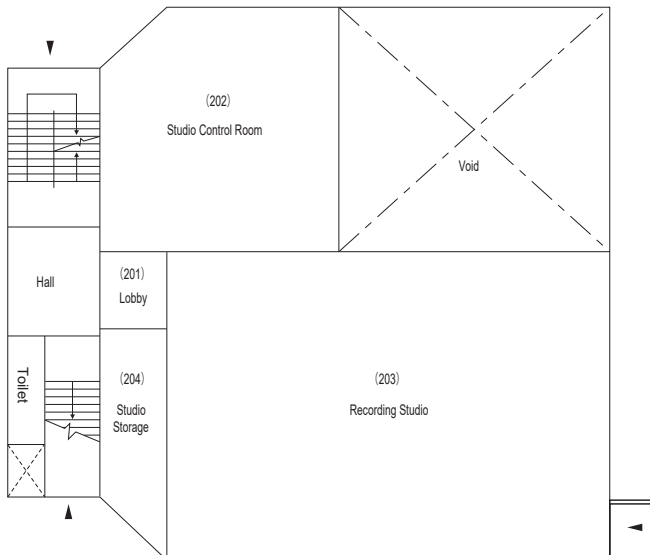 (202)
Studio Control Room
Void
Hall
(201)
Lobby
Toilet
(204)
Studio
Storage
(203)
Recording Studio